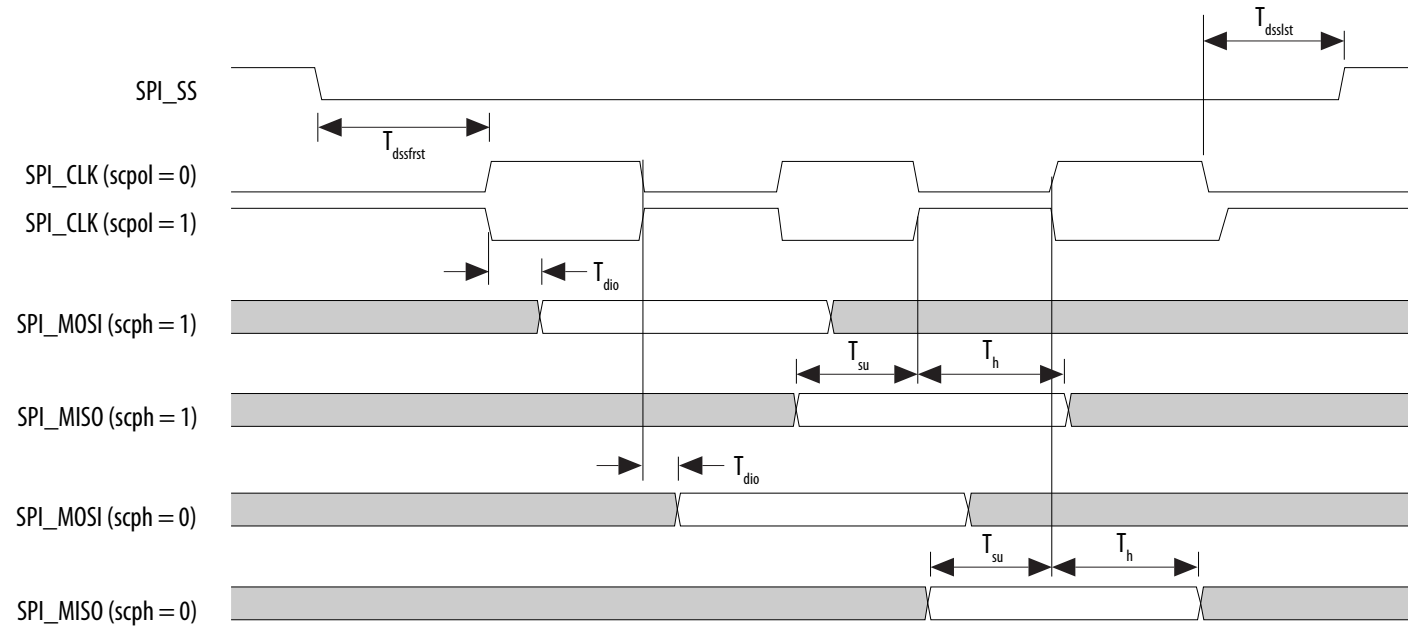 T_dsslst
SPI_SS
T_dssfrst
SPI_CLK (scpol = 0)
SPI_CLK (scpol = 1)
T_dio
SPI_MOSI (scph = 1)
T_su T_h
SPI_MISO (scph = 1)
T_dio
SPI_MOSI (scph = 0)
T_su T_h
SPI_MISO (scph = 0)